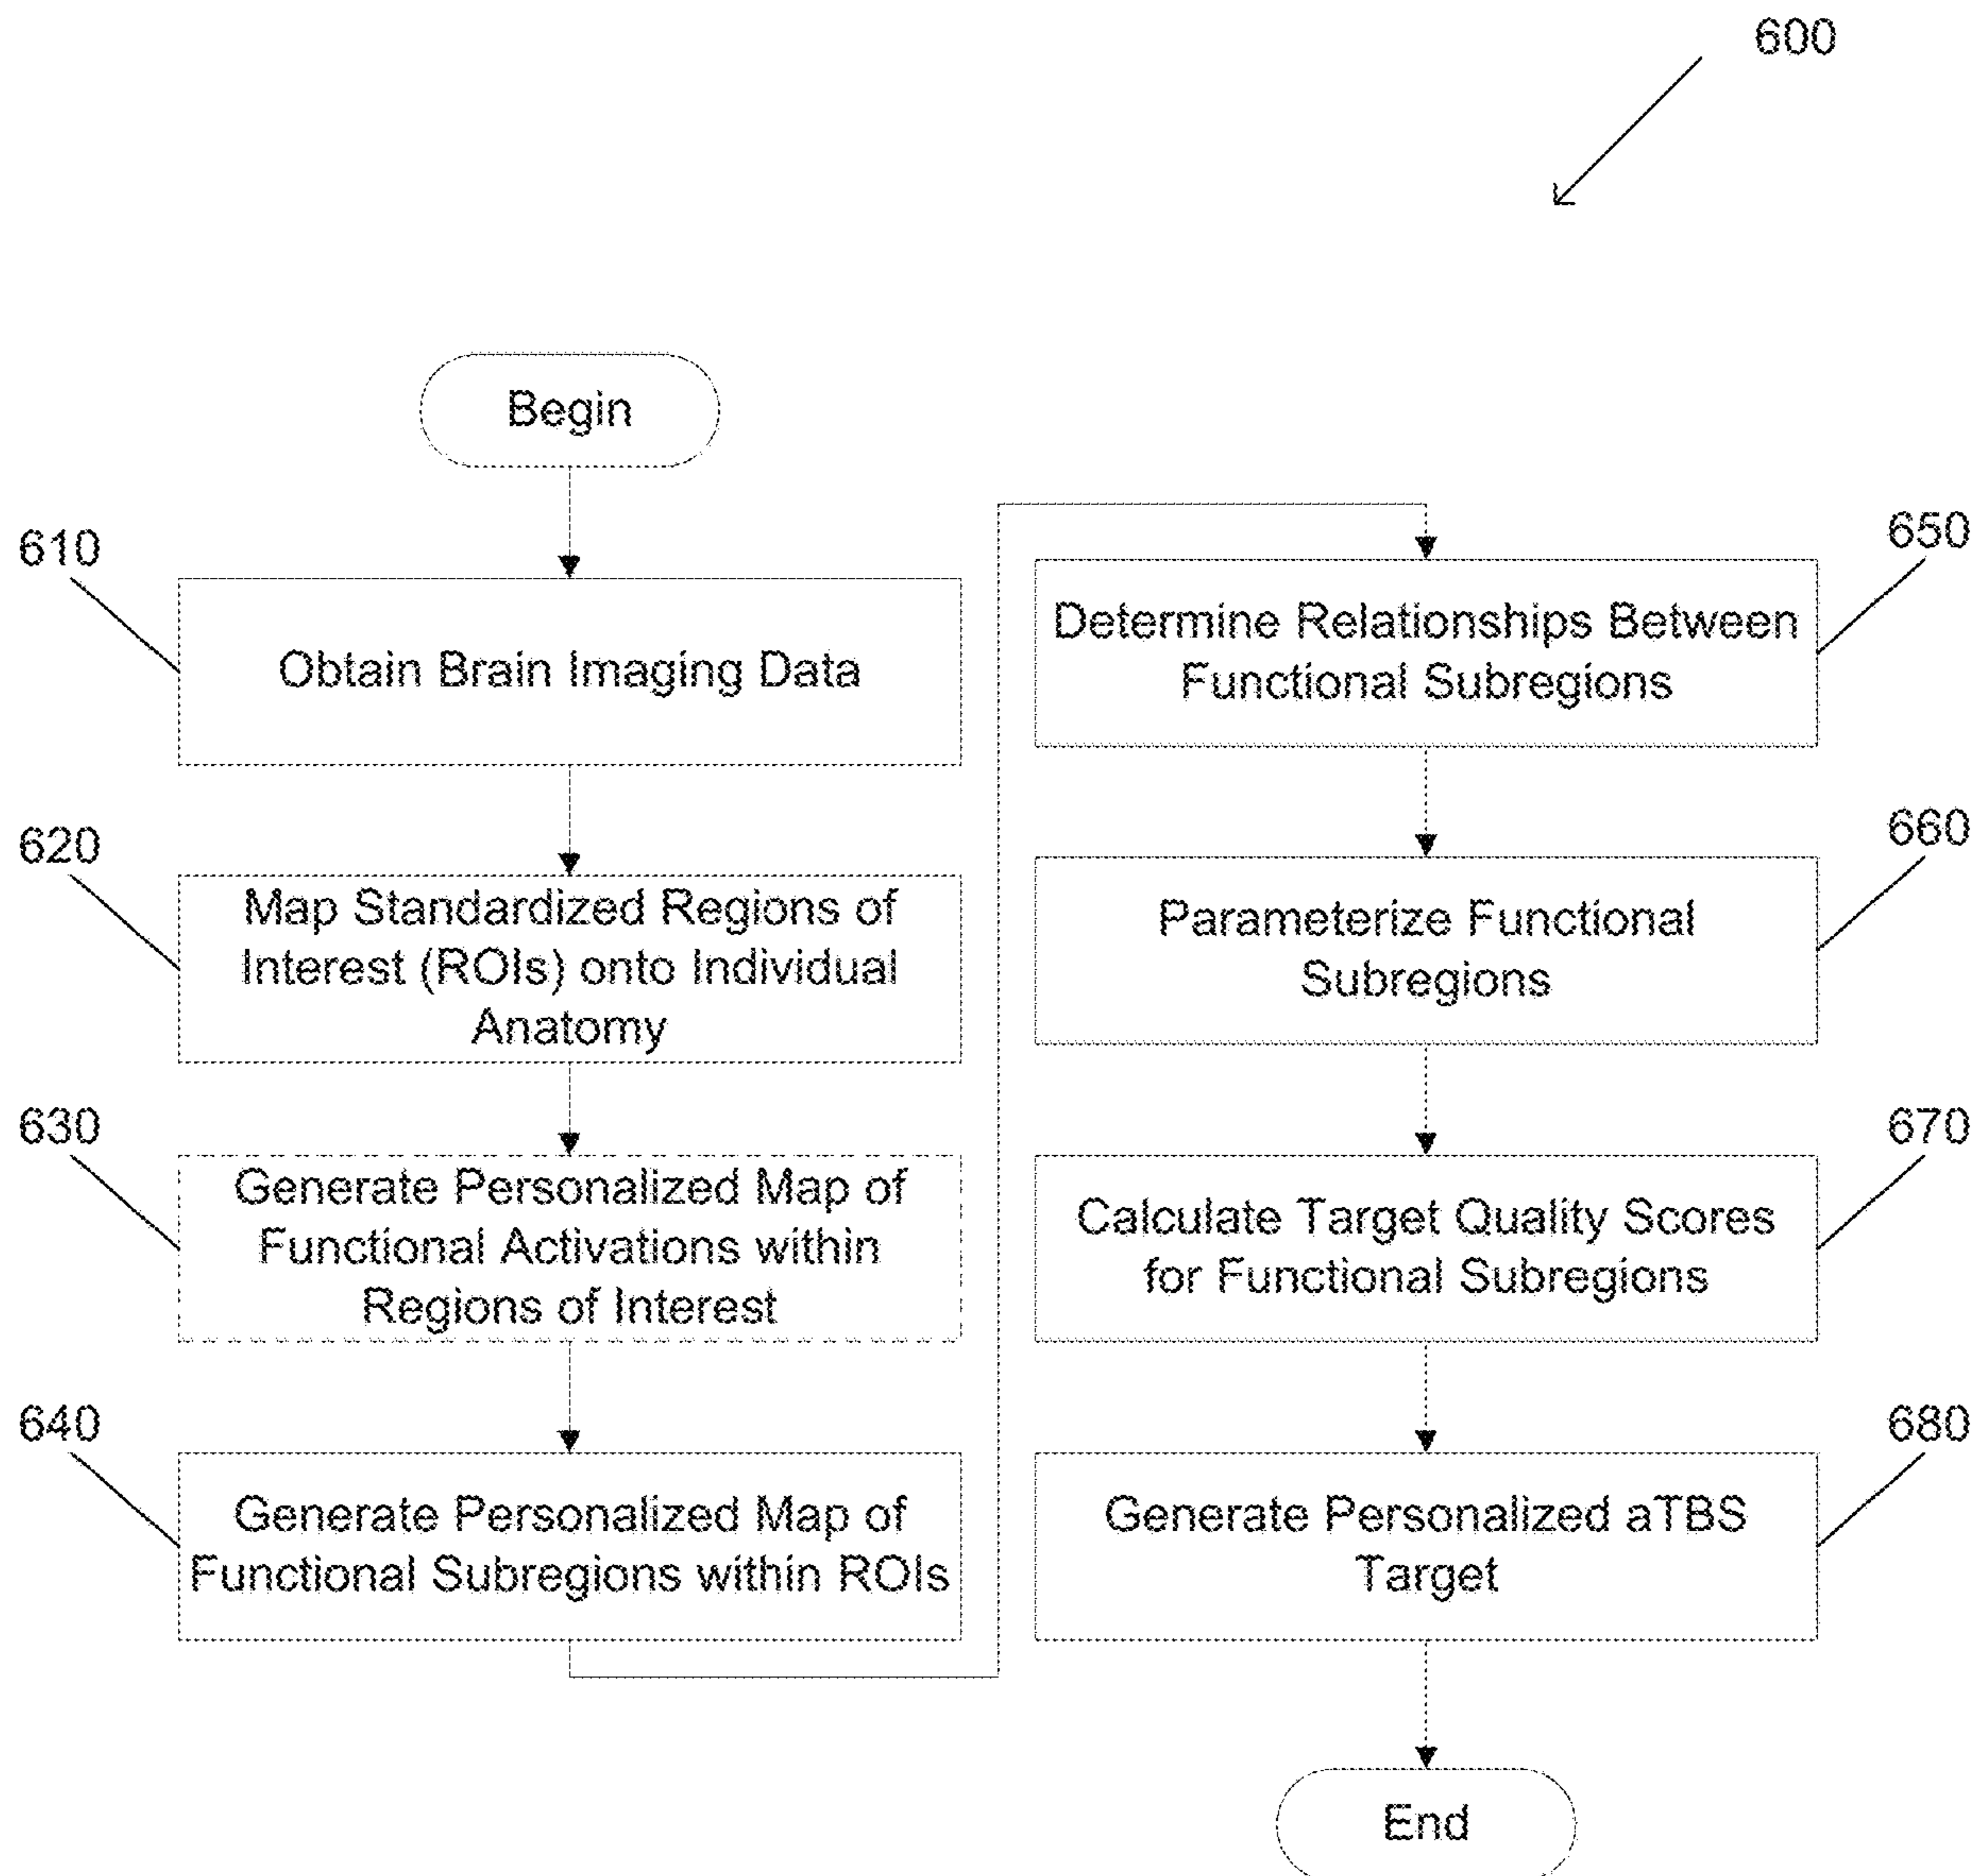 600
Begin
610
Obtain Brain Imaging Data
620
Map Standardized Regions of
Interest (ROIs) onto Individual
Anatomy
630
Generate Personalized Map of
Functional Activations within
Regions of Interest
640
Generate Personalized Map of
Functional Subregions within ROIs
650
Determine Relationships Between
Functional Subregions
660
Parameterize Functional
Subregions
670
Calculate Target Quality Scores
for Functional Subregions
680
Generate Personalized aTBS
Target
End